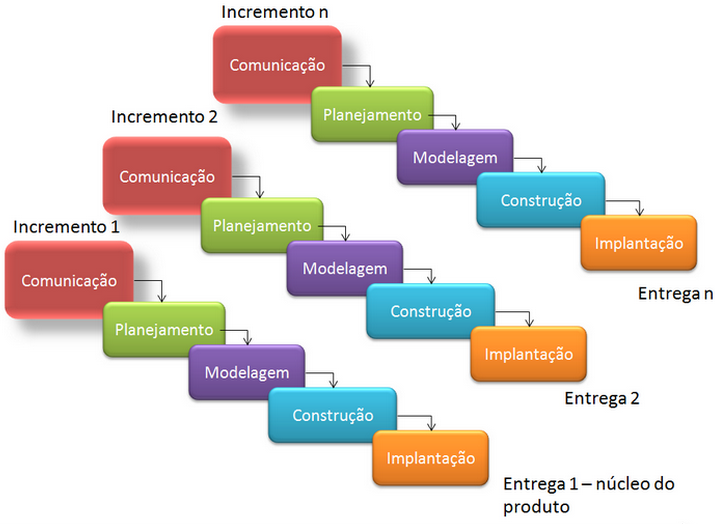 Incremento n
Comunicação
Planejamento
Modelagem
Construção
Implantação
Entrega n
Incremento 2
Comunicação
Planejamento
Modelagem
Construção
Implantação
Entrega 2
Incremento 1
Comunicação
Planejamento
Modelagem
Construção
Implantação
Entrega 1 – núcleo do
produto